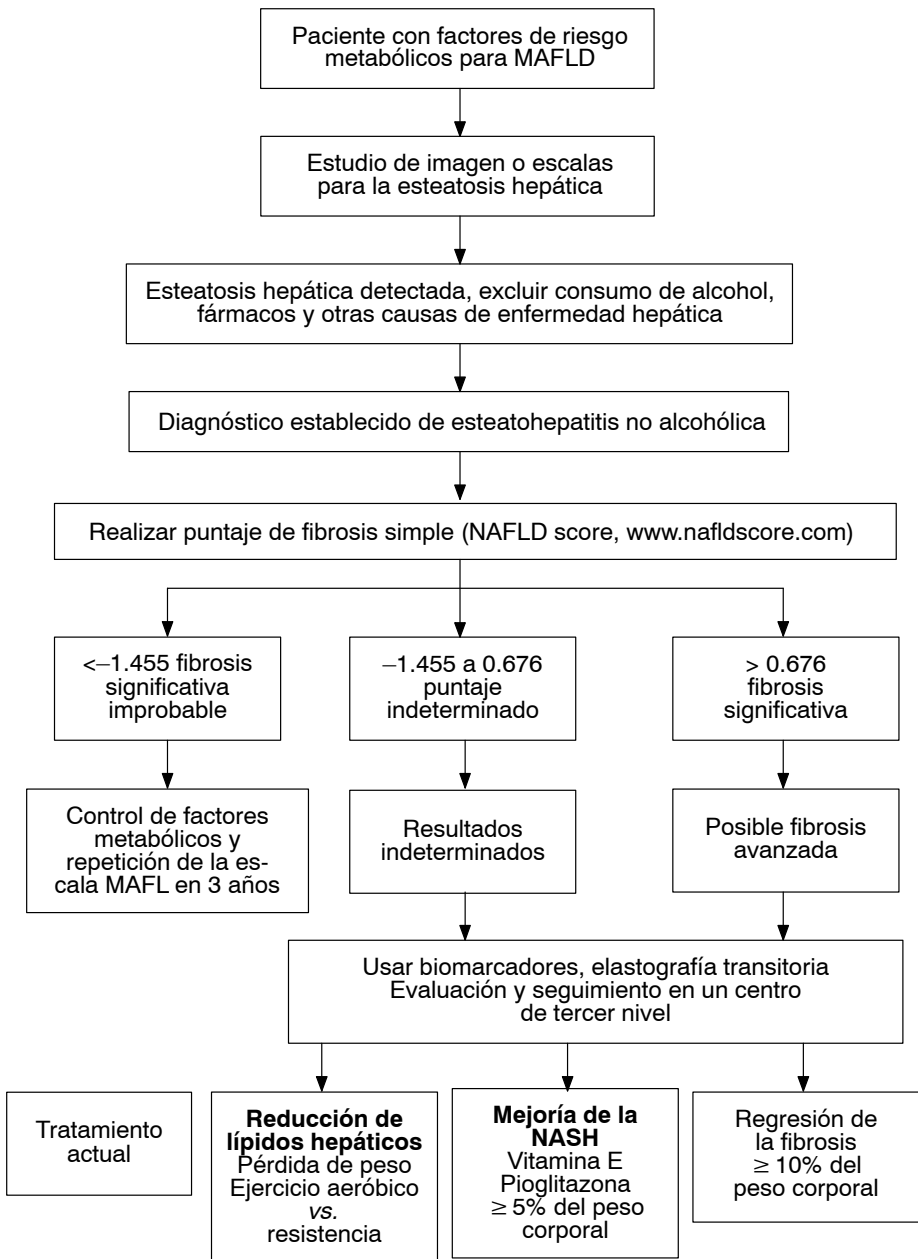 Paciente con factores de riesgo
metabólicos para MAFLD
Estudio de imagen o escalas
para la esteatosis hepática
Esteatosis hepática detectada, excluir consumo de alcohol,
fármacos y otras causas de enfermedad hepática
Diagnóstico establecido de esteatohepatitis no alcohólica
Realizar puntaje de fibrosis simple (NAFLD score, www.nafldscore.com)
<–1.455 fibrosis
significativa
improbable
–1.455 a 0.676
puntaje
indeterminado
> 0.676
fibrosis
significativa
Control de factores
metabólicos y
repetición de la es-
cala MAFL en 3 años
Resultados
indeterminados
Posible fibrosis
avanzada
Usar biomarcadores, elastografía transitoria
Evaluación y seguimiento en un centro
de tercer nivel
Tratamiento
actual
Reducción de
lípidos hepáticos
Pérdida de peso
Ejercicio aeróbico
vs.
resistencia
Mejoría de la
NASH
Vitamina E
Pioglitazona
≥ 5% del peso
corporal
Regresión de
la fibrosis
≥ 10% del
peso corporal